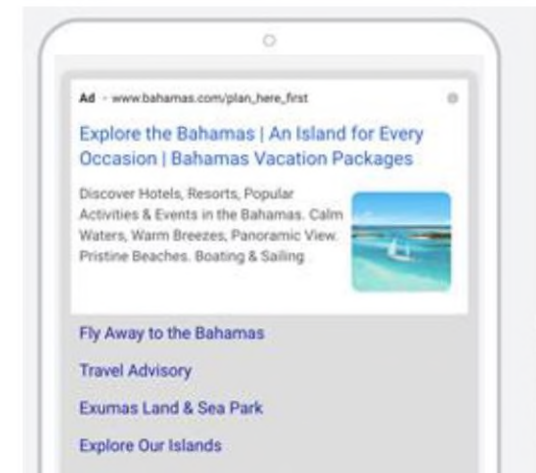 Ad - www.bahamas.com/plan_here_first
Explore the Bahamas | An Island for Every
Occasion | Bahamas Vacation Packages
Discover Hotels, Resorts, Popular
Activities & Events in the Bahamas. Calm
Waters, Warm Breezes, Panoramic View.
Pristine Beaches. Boating & Sailing
Fly Away to the Bahamas
Travel Advisory
Exumas Land & Sea Park
Explore Our Islands